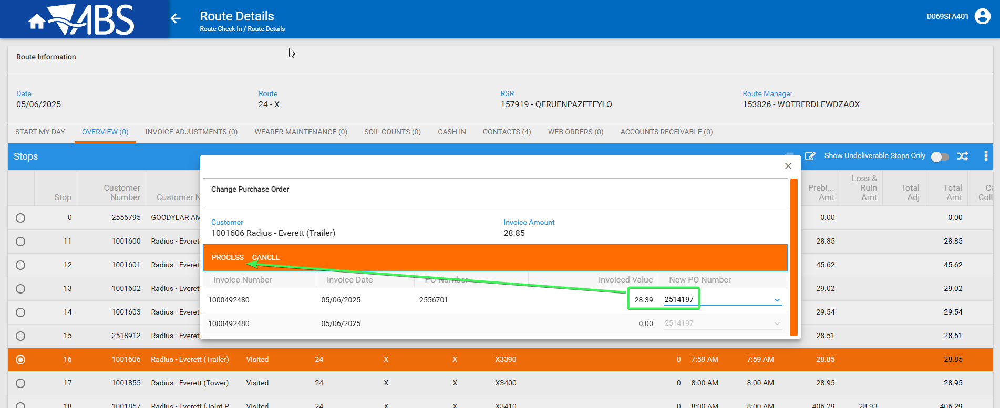 ABS
Route Details
Route Check In / Route Details
D069SFA401
Route Information
Date
05/06/2025
Route
24 - X
RSR
157919 - QERUENPAZFTFYLO
Route Manager
153826 - WOTRFRDLEWDZAOX
START MY DAY OVERVIEW (0) INVOICE ADJUSTMENTS (0) WEARER MAINTENANCE (0) SOIL COUNTS (0) CASH IN CONTACTS (4) WEB ORDERS (0) ACCOUNTS RECEIVABLE (0)
Stops
Show Undeliverable Stops Only
Stop
Customer
Number
Customer N
Prebi...
Amt
Loss &
Ruin
Amt
Total
Adj
Total
Amt
Ca
Coll
0 2555795 GOODYEAR AM 0.00 0.00
11 1001600 Radius - Everett 28.85 28.85
12 1001601 Radius - Everett 45.62 45.62
13 1001602 Radius - Everett 29.02 29.02
14 1001603 Radius - Everett 29.54 29.54
15 2518912 Radius - Everett 28.51 28.51
Change Purchase Order
Customer
1001606 Radius - Everett (Trailer)
Invoice Amount
28.85
PROCESS CANCEL
Invoice Number Invoice Date PO Number Invoiced Value New PO Number
1000492480 05/06/2025 2556701 28.39 2514197
1000492480 05/06/2025 0.00 2514197
16 1001606 Radius - Everett (Trailer) Visited 24 X X X3390 0 7:59 AM 7:59 AM 28.85 28.85
17 1001855 Radius - Everett (Tower) Visited 24 X X X3400 0 8:00 AM 8:00 AM 28.95 28.95
18 1001857 Radius - Everett (Joint P Visited 24 X X X3410 0 8:00 AM 8:00 AM 406.29 28.93 406.29